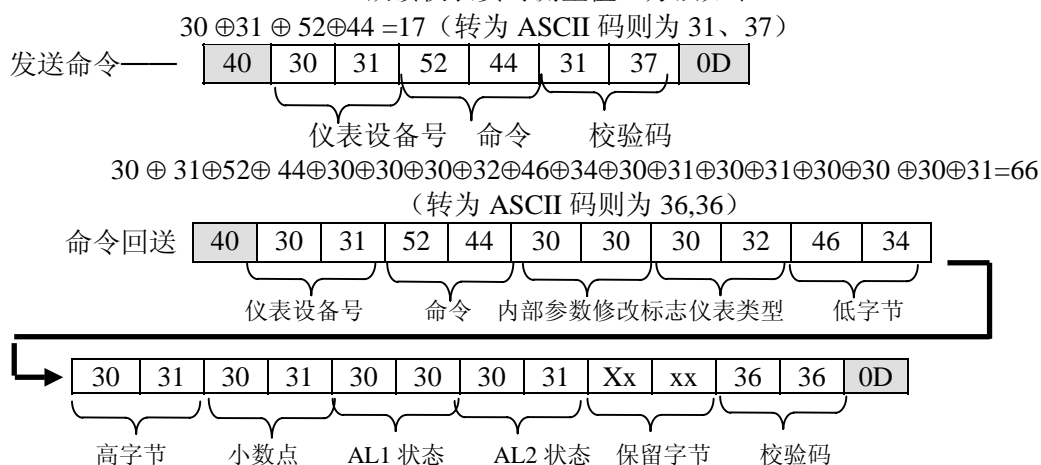 30 ⊕31 ⊕ 52⊕44 =17（转为 ASCII 码则为 31、37）
发送命令—— 40 30 31 52 44 31 37 0D
仪表设备号 命令 校验码
30 ⊕ 31⊕52⊕ 44⊕30⊕30⊕30⊕32⊕46⊕34⊕30⊕31⊕30⊕31⊕30⊕30 ⊕30⊕31=66
（转为 ASCII 码则为 36,36）
命令回送 40 30 31 52 44 30 30 30 32 46 34
仪表设备号 命令 内部参数修改标志 仪表类型 低字节
30 31 30 31 30 30 30 31 Xx xx 36 36 0D
高字节 小数点 AL1 状态 AL2 状态 保留字节 校验码